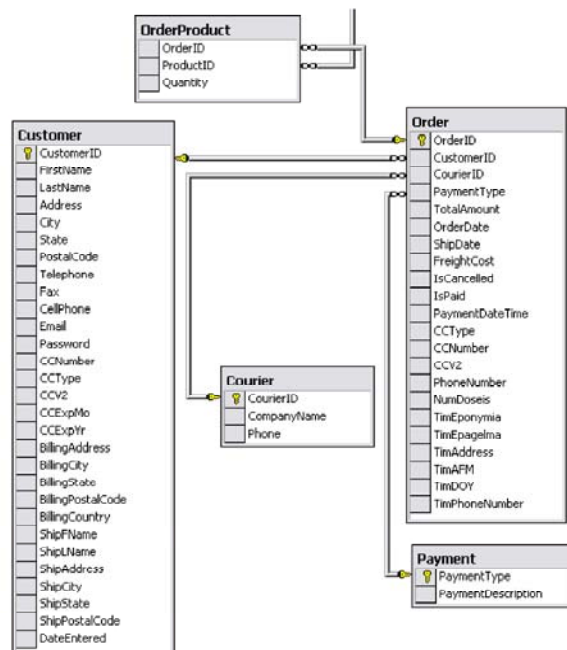 OrderProduct
OrderID
ProductID
Quantity
Customer
CustomerID
FirstName
LastName
Address
City
State
PostalCode
Telephone
Fax
CellPhone
Email
Password
CCNumber
CCType
CCV2
CCExpMo
CCExpYr
BillingAddress
BillingCity
BillingState
BillingPostalCode
BillingCountry
ShipFName
ShipLName
ShipAddress
ShipCity
ShipState
ShipPostalCode
DateEntered
Courier
CourierID
CompanyName
Phone
Order
OrderID
CustomerID
CourierID
PaymentType
TotalAmount
OrderDate
ShipDate
FreightCost
IsCancelled
IsPaid
PaymentDateTime
CCType
CCNumber
CCV2
PhoneNumber
NumDoseis
TimEponymia
TimEpagelma
TimAddress
TimAFM
TimDOY
TimPhoneNumber
Payment
PaymentType
PaymentDescription